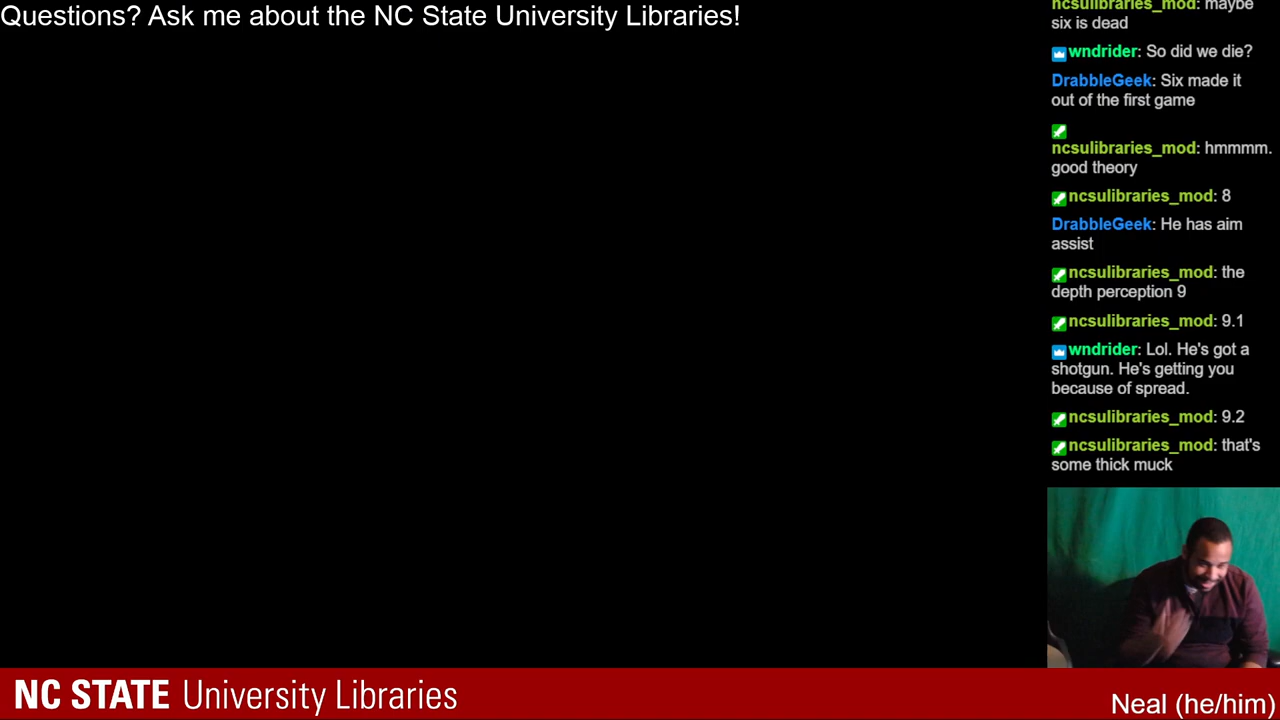 Questions? Ask me about the NC State University Libraries!
ncsulibraries_mod: maybe
six is dead
wndrider: So did we die?
DrabbleGeek: Six made it
out of the first game
ncsulibraries_mod: hmmmm.
good theory
ncsulibraries_mod: 8
DrabbleGeek: He has aim
assist
ncsulibraries_mod: the
depth perception 9
ncsulibraries_mod: 9.1
wndrider: Lol. He's got a
shotgun. He's getting you
because of spread.
ncsulibraries_mod: 9.2
ncsulibraries_mod: that's
some thick muck
NC STATE University Libraries
Neal (he/him)